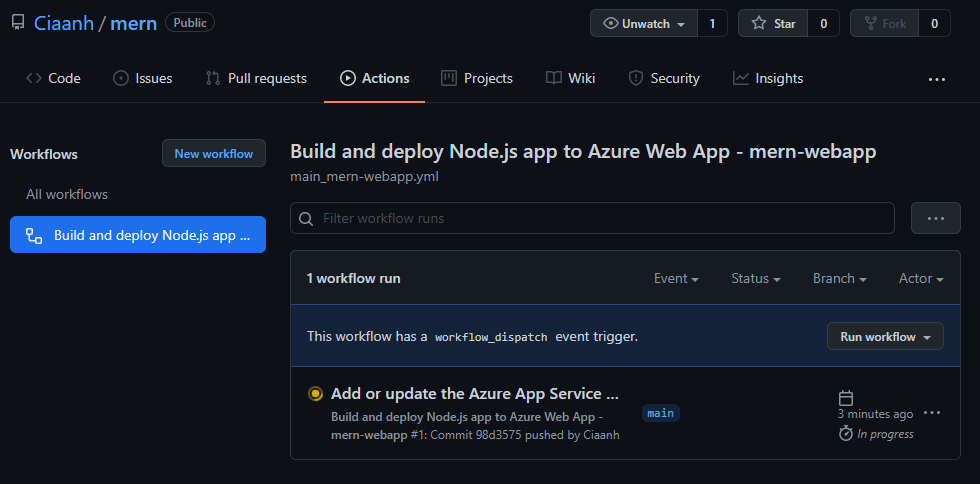 Ciaanh / mern Public
Unwatch 1 Star 0 Fork 0
Code Issues Pull requests Actions Projects Wiki Security Insights
Workflows New workflow
All workflows
Build and deploy Node.js app ...
Build and deploy Node.js app to Azure Web App - mern-webapp
main_mern-webapp.yml
Filter workflow runs
1 workflow run Event Status Branch Actor
This workflow has a workflow_dispatch event trigger. Run workflow
Add or update the Azure App Service ...
Build and deploy Node.js app to Azure Web App -
mern-webapp #1: Commit 98d3575 pushed by Ciaanh
main
3 minutes ago
In progress